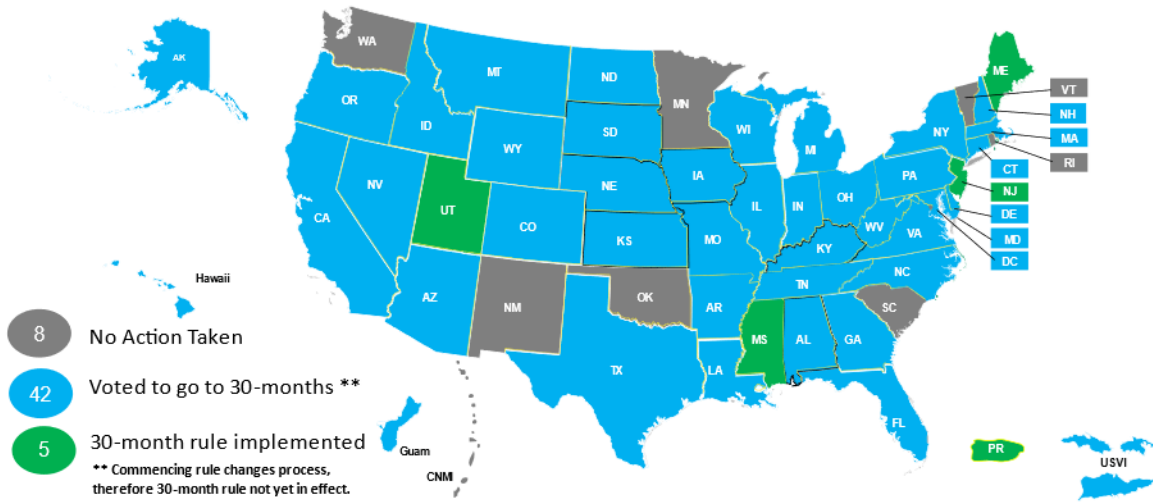 WA
AK
MT
ND
ME
MN
VT
OR
NH
ID
WI
NY
SD
MA
MI
WY
RI
CT
IA
PA
NE
NV
NJ
OH
UT
IL
IN
DE
CA
CO
WV
VA
KS
MO
MD
KY
DC
NC
TN
Hawaii
AZ
OK
NM
AR
SC
8 No Action Taken
MS
AL
GA
TX
LA
42 Voted to go to 30-months **
FL
5 30-month rule implemented
Guam
PR
USVI
** Commencing rule changes process,
CNMI
therefore 30-month rule not yet in effect.